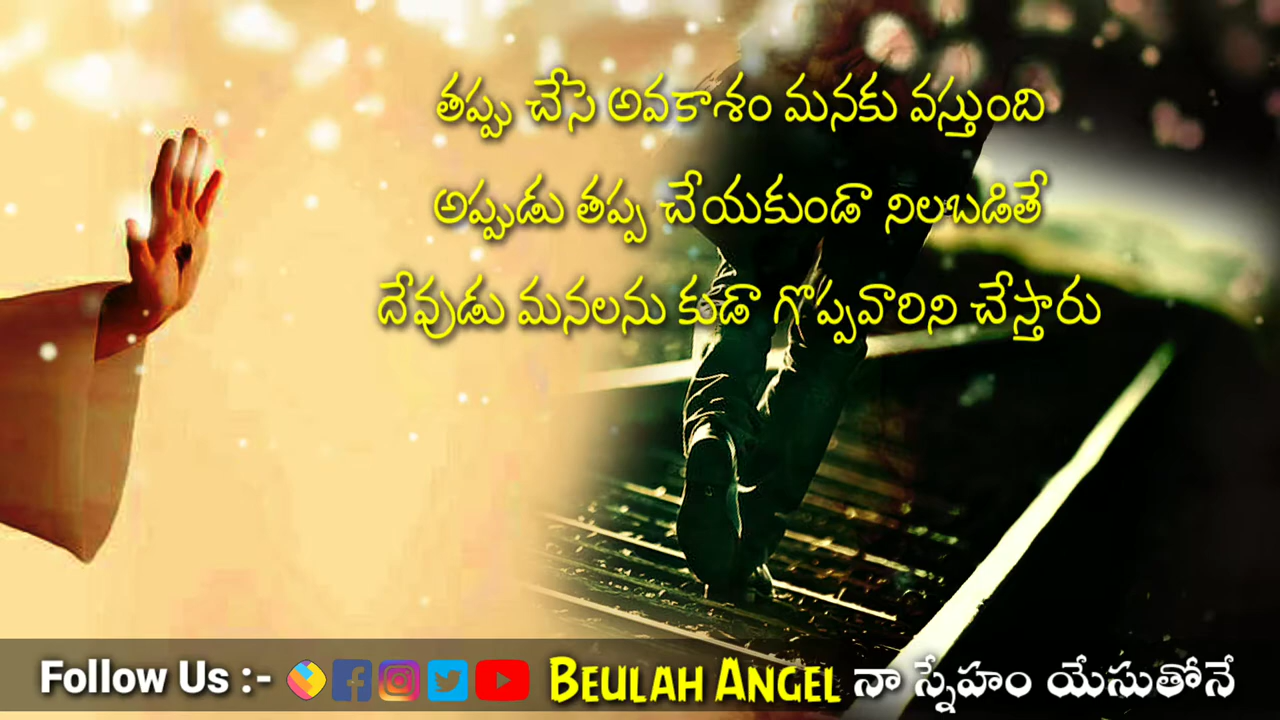 తప్పు చేసె అవకాశం మనకు వస్తుంది
అప్పుడు తప్ప చేయకుండా నిలబడితే
దేవుడు మనలను కుడా గొప్పవారిని చేస్తారు
Follow Us :- BEULAH ANGEL నా స్నేహం యేసుతోనే